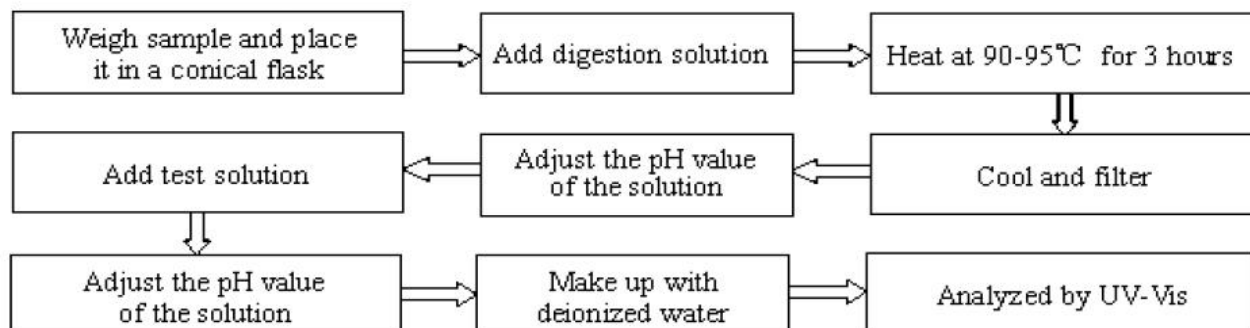 Weigh sample and place
it in a conical flask
Add digestion solution
Heat at 90-95℃ for 3 hours
Cool and filter
Adjust the pH value
of the solution
Add test solution
Adjust the pH value
of the solution
Make up with
deionized water
Analyzed by UV-Vis